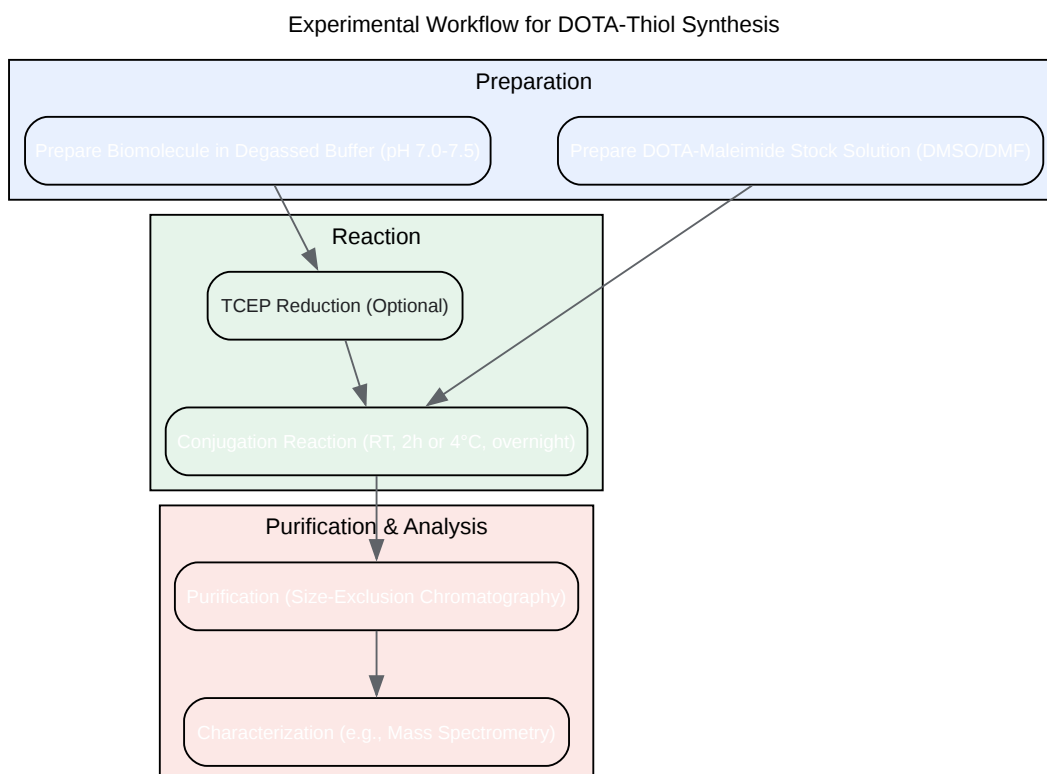 Experimental Workflow for DOTA-Thiol Synthesis
Preparation
Prepare Biomolecule in Degassed Buffer (pH 7.0-7.5)
Prepare DOTA-Maleimide Stock Solution (DMSO/DMF)
Reaction
TCEP Reduction (Optional)
Conjugation Reaction (RT, 2h or 4°C, overnight)
Purification & Analysis
Purification (Size-Exclusion Chromatography)
Characterization (e.g., Mass Spectrometry)